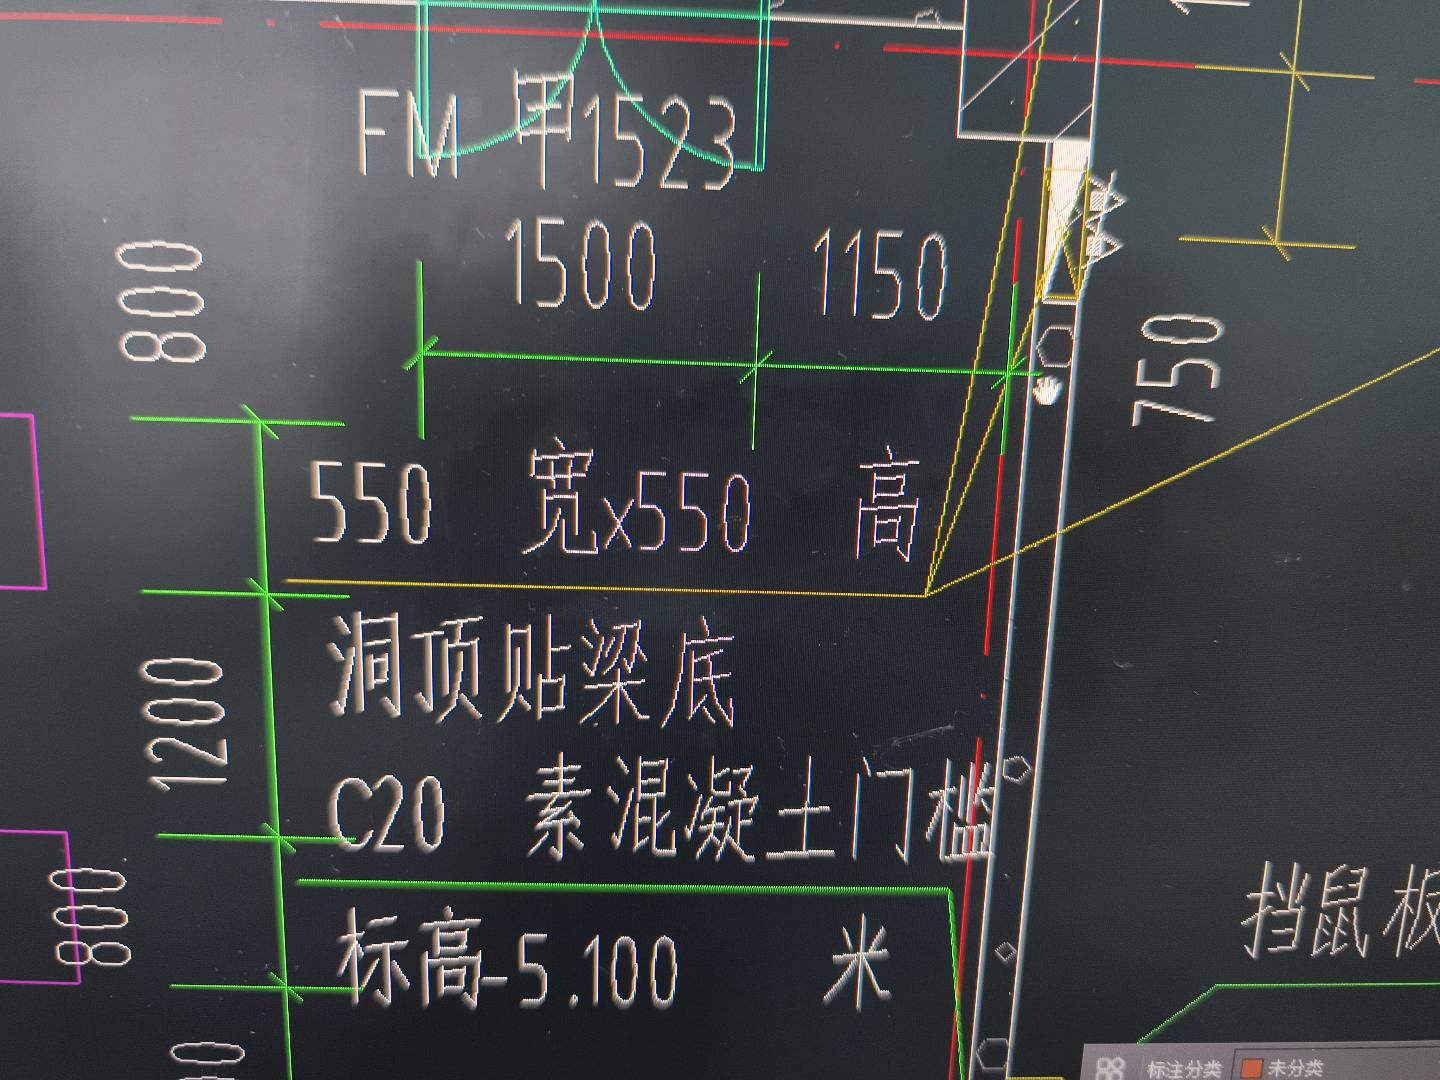 FM 甲1523
1500 1150
800
750
550 宽x550 高
洞顶贴梁底
1200
C20 素混凝土门槛
800
标高-5.100 米
挡鼠板
标注分类 未分类